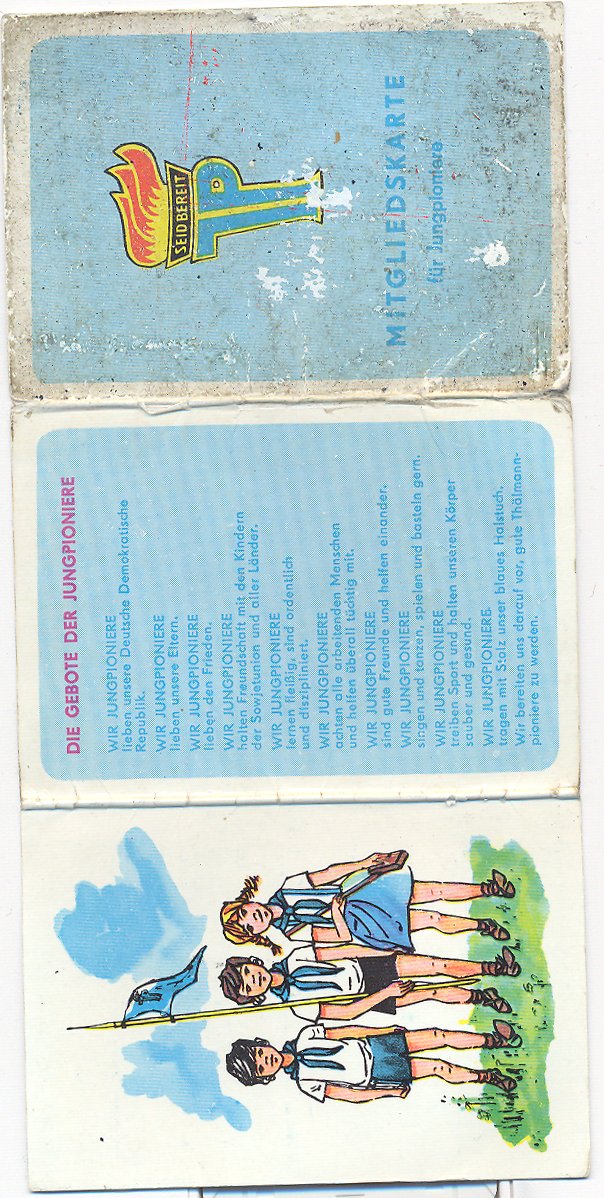 SEID BEREIT
JP
MITGLIEDSKARTE
für Jungpioniere
DIE GEBOTE DER JUNGPIONIERE
WIR JUNGPIONIERE
lieben unsere Deutsche Demokratische
Republik.
WIR JUNGPIONIERE
lieben unsere Eltern.
WIR JUNGPIONIERE
lieben den Frieden.
WIR JUNGPIONIERE
halten Freundschaft mit den Kindern
der Sowjetunion und aller Länder.
WIR JUNGPIONIERE
lernen fleißig, sind ordentlich
und diszipliniert.
WIR JUNGPIONIERE
achten alle arbeitenden Menschen
und helfen überall tüchtig mit.
WIR JUNGPIONIERE
sind gute Freunde und helfen einander.
WIR JUNGPIONIERE
singen und tanzen, spielen und basteln gern.
WIR JUNGPIONIERE
treiben Sport und halten unseren Körper
sauber und gesund.
WIR JUNGPIONIERE
tragen mit Stolz unser blaues Halstuch.
Wir bereiten uns darauf vor, gute Thälmann-
pioniere zu werden.